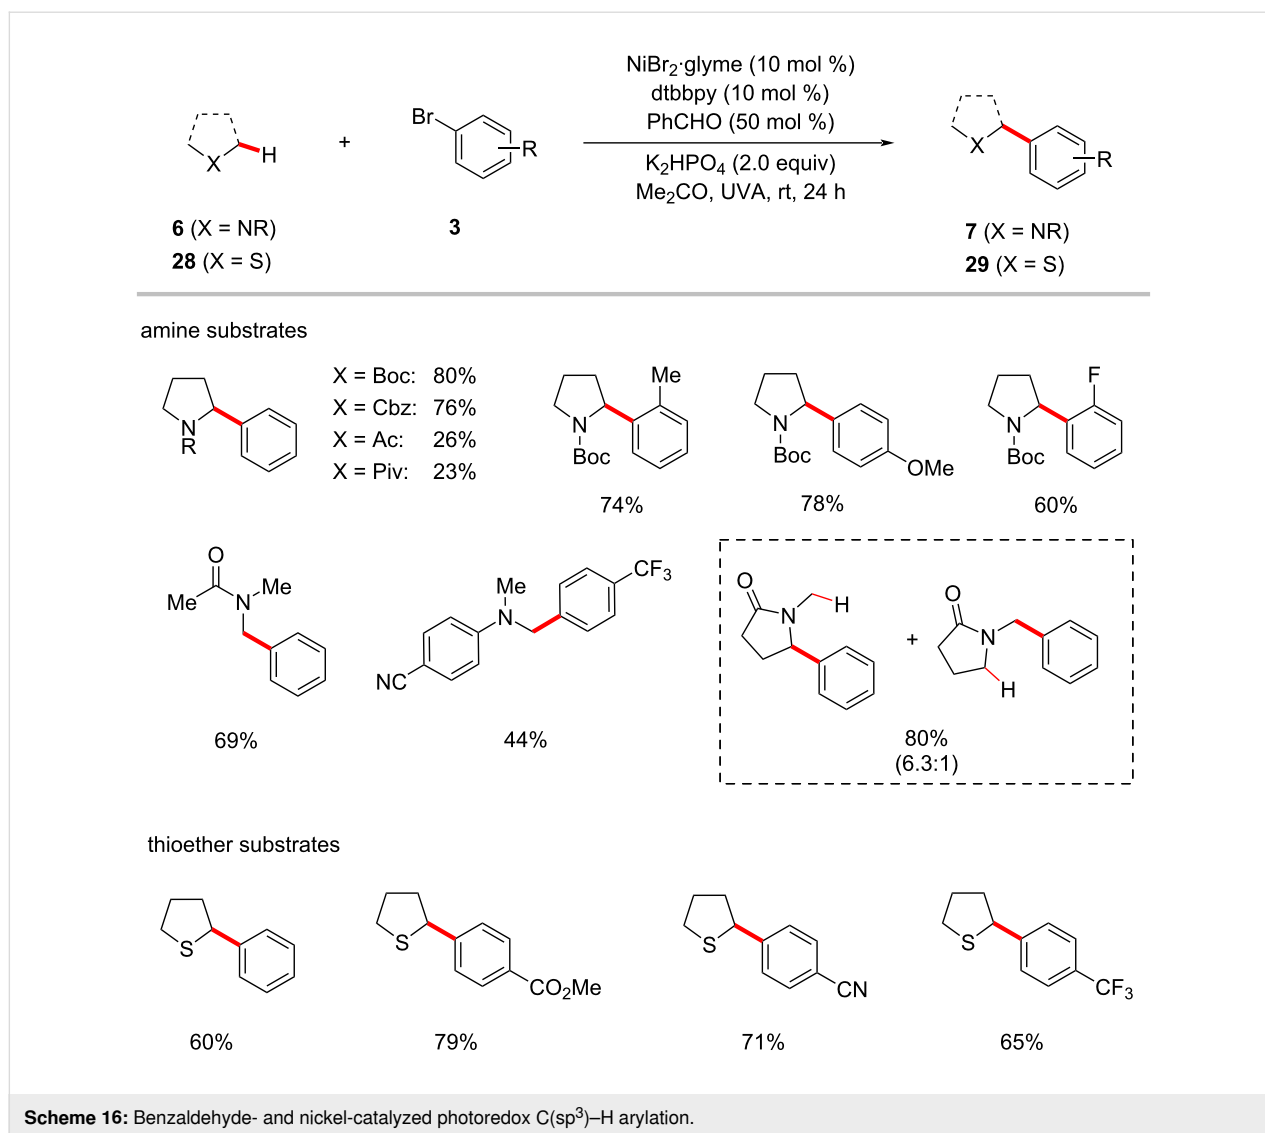 NiBr2·glyme (10 mol %)
dtbbpy (10 mol %)
PhCHO (50 mol %)
K2HPO4 (2.0 equiv)
Me2CO, UVA, rt, 24 h
X
H
+
Br
R
X
R
6 (X = NR)
28 (X = S)
3
7 (X = NR)
29 (X = S)
amine substrates
N
R
X = Boc: 80%
X = Cbz: 76%
X = Ac: 26%
X = Piv: 23%
Me
N
Boc
74%
N
Boc
OMe
78%
F
N
Boc
60%
O
Me
N
Me
69%
Me
N
CF3
NC
44%
O
N
H
+
O
N
H
80%
(6.3:1)
thioether substrates
S
60%
S
CO2Me
79%
S
CN
71%
S
CF3
65%
Scheme 16: Benzaldehyde- and nickel-catalyzed photoredox C(sp3)–H arylation.